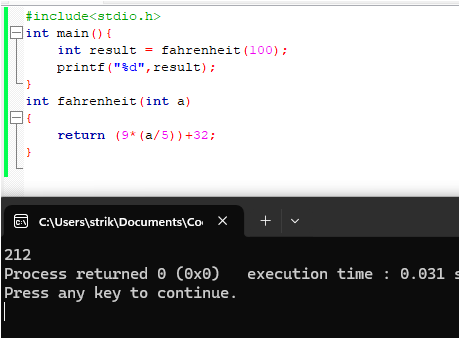 #include<stdio.h>
int main(){
    int result = fahrenheit(100);
    printf("%d",result);
}
int fahrenheit(int a)
{
    return (9*(a/5))+32;
}
C:\Users\strik\Documents\Co
212
Process returned 0 (0x0)   execution time : 0.031 s
Press any key to continue.